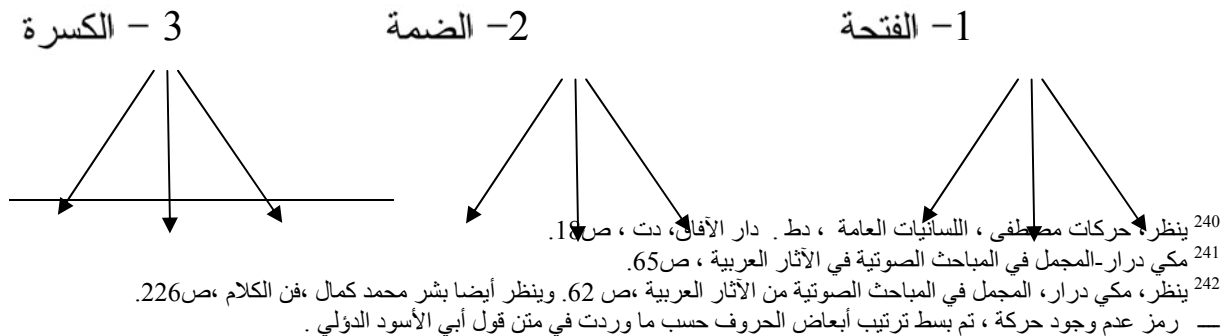 1– الفتحة 2– الضمة 3 – الكسرة
240 ينظر، حركات مصطفى ، اللسانيات العامة ، دط . دار الآفاق، دت ، ص18.
241 مكي درار-المجمل في المباحث الصوتية في الآثار العربية ، ص65.
242 ينظر، مكي درار، المجمل في المباحث الصوتية من الآثار العربية ،ص 62. وينظر أيضا بشر محمد كمال ،فن الكلام ،ص226.
ـــ رمز عدم وجود حركة ، تم بسط ترتيب أبعاض الحروف حسب ما وردت في متن قول أبي الأسود الدؤلي .